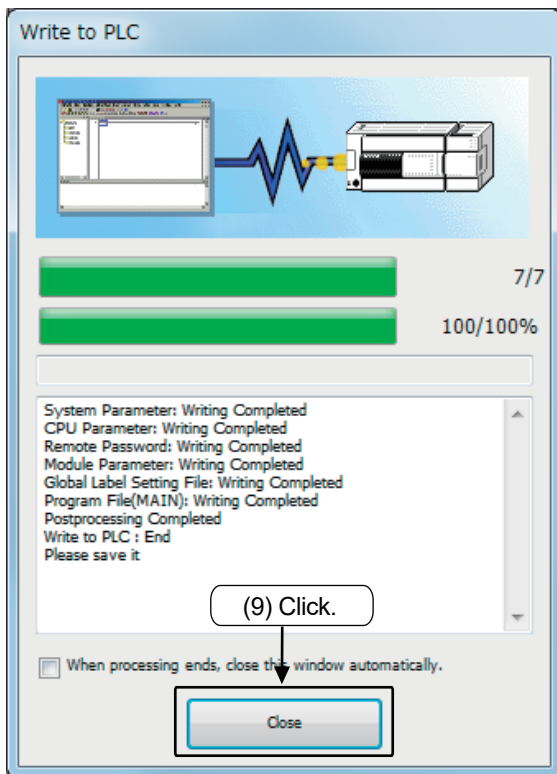 Write to PLC
7/7
100/100%
System Parameter: Writing Completed
CPU Parameter: Writing Completed
Remote Password: Writing Completed
Module Parameter: Writing Completed
Global Label Setting File: Writing Completed
Program File(MAIN): Writing Completed
Postprocessing Completed
Write to PLC : End
Please save it
(9) Click.
When processing ends, close this window automatically.
Close